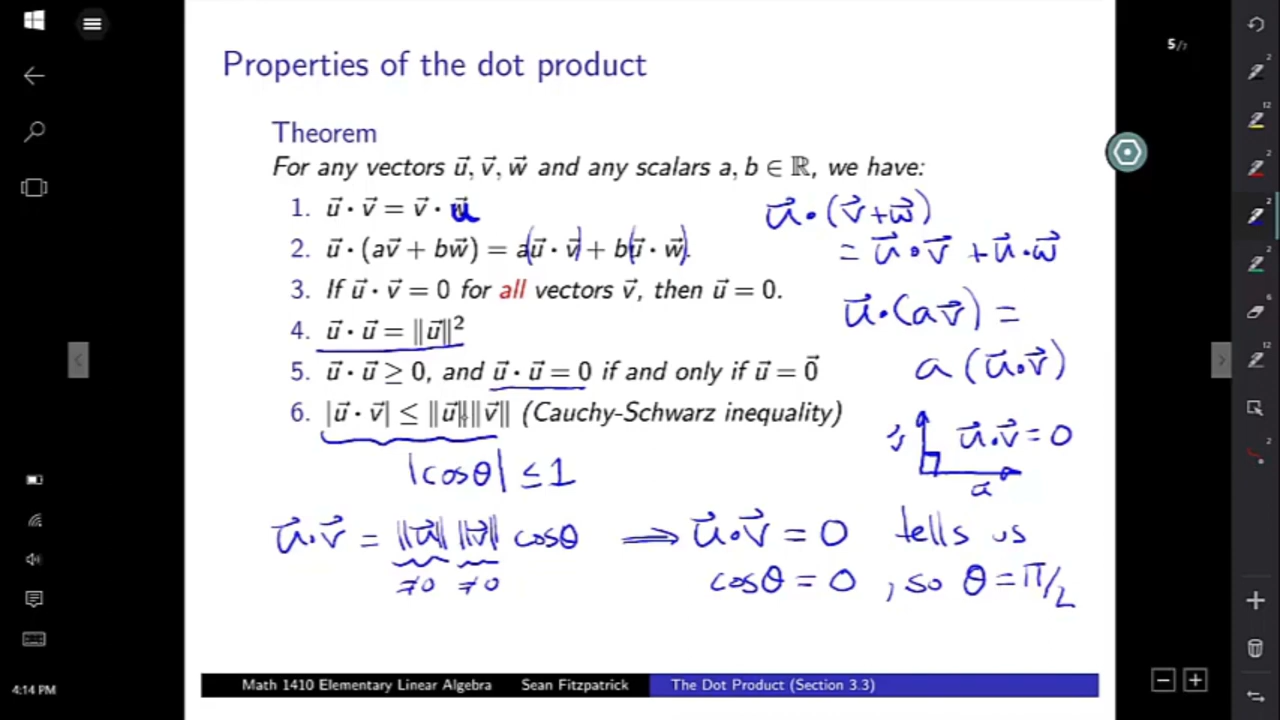 5/7
Properties of the dot product
Theorem
For any vectors u⃗, v⃗, w⃗ and any scalars a, b ∈ ℝ, we have:
1. u⃗ · v⃗ = v⃗ · u
2. u⃗ · (av⃗ + bw⃗) = a(u⃗ · v⃗) + b(u⃗ · w⃗).
3. If u⃗ · v⃗ = 0 for all vectors v⃗, then u⃗ = 0.
4. u⃗ · u⃗ = ‖u⃗‖²
5. u⃗ · u⃗ ≥ 0, and u⃗ · u⃗ = 0 if and only if u⃗ = 0⃗
6. |u⃗ · v⃗| ≤ ‖u⃗‖‖v⃗‖ (Cauchy-Schwarz inequality)
u⃗·(v⃗+w⃗)
= u⃗·v⃗ + u⃗·w⃗
u⃗·(av⃗) =
a(u⃗·v⃗)
u⃗·v⃗ = 0
|cosθ| ≤ 1
u⃗·v⃗ = ‖u⃗‖ ‖v⃗‖ cosθ ⟹ u⃗·v⃗ = 0 tells us
≠0 ≠0 cosθ = 0, so θ = π/2
Math 1410 Elementary Linear Algebra Sean Fitzpatrick The Dot Product (Section 3.3)
4:14 PM